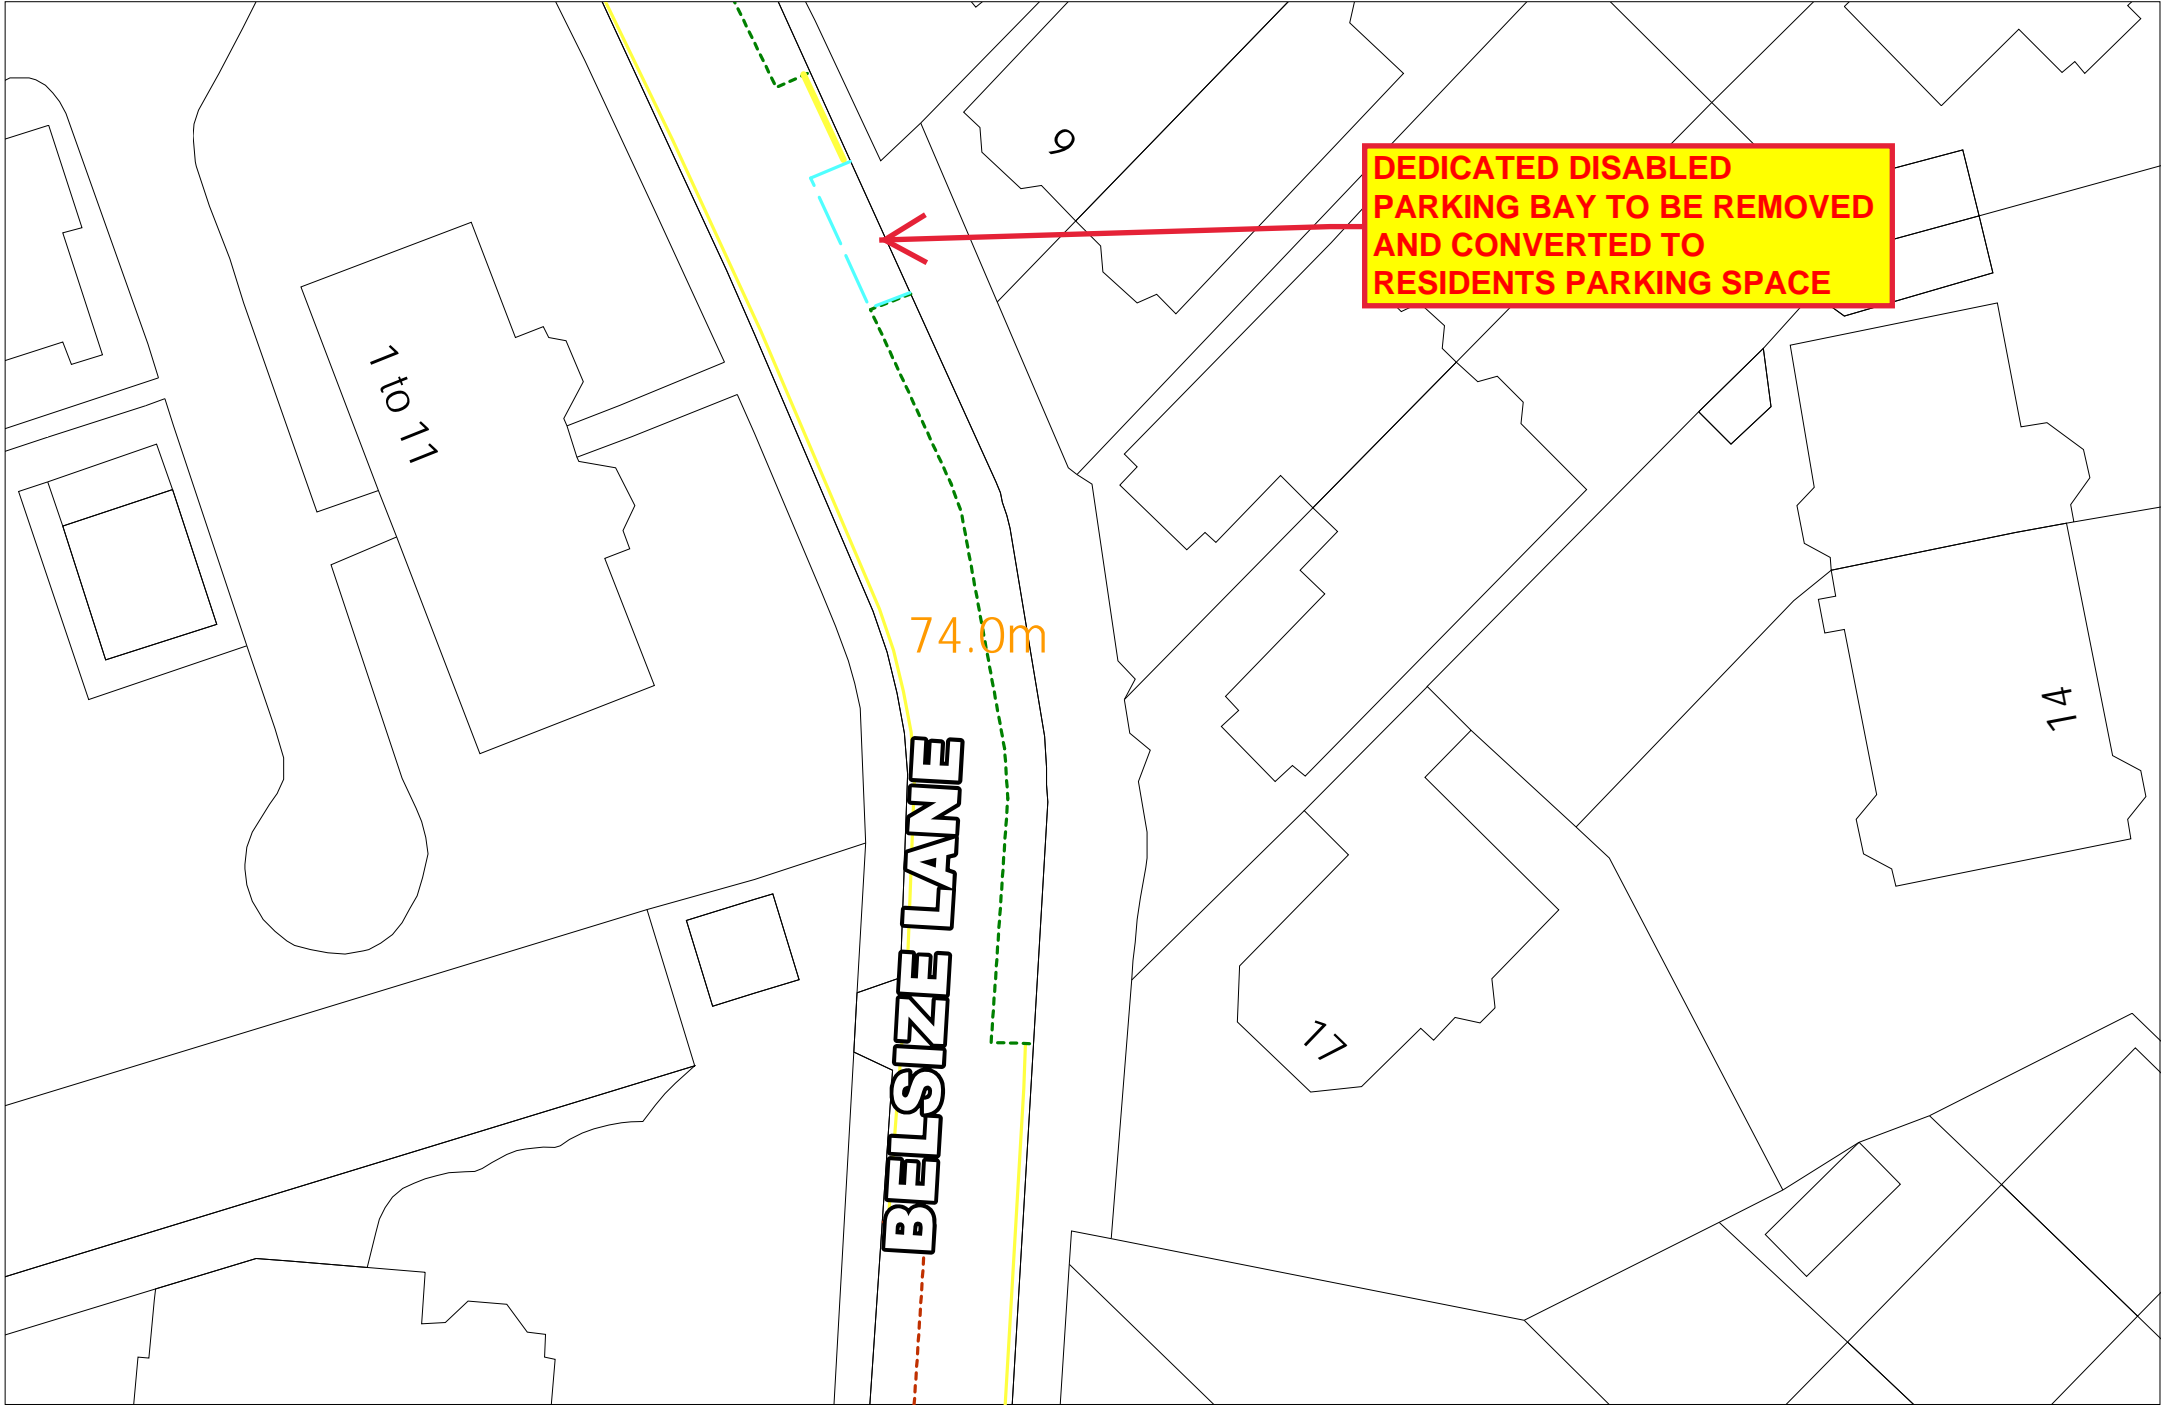 9
DEDICATED DISABLED
PARKING BAY TO BE REMOVED
AND CONVERTED TO
RESIDENTS PARKING SPACE
1 to 11
74.0m
14
BELSIZE LANE
17